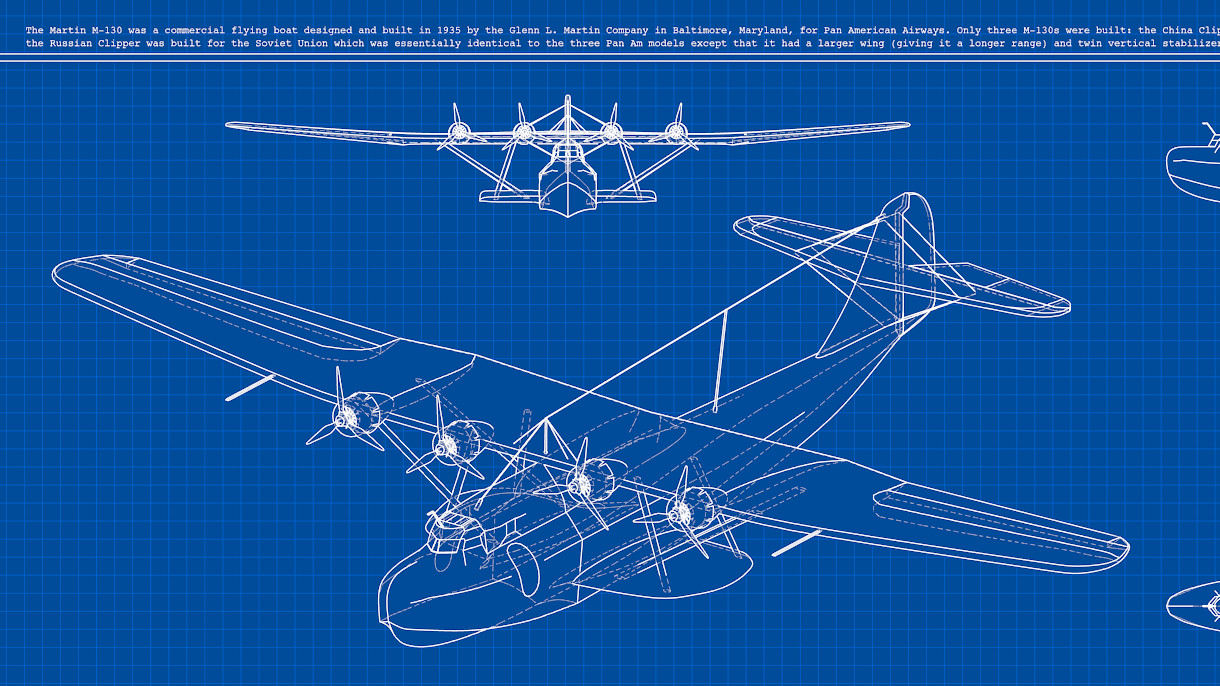 The Martin M-130 was a commercial flying boat designed and built in 1935 by the Glenn L. Martin Company in Baltimore, Maryland, for Pan American Airways. Only three M-130s were built: the China
the Russian Clipper was built for the Soviet Union which was essentially identical to the three Pan Am models except that it had a larger wing (giving it a longer range) and twin vertical